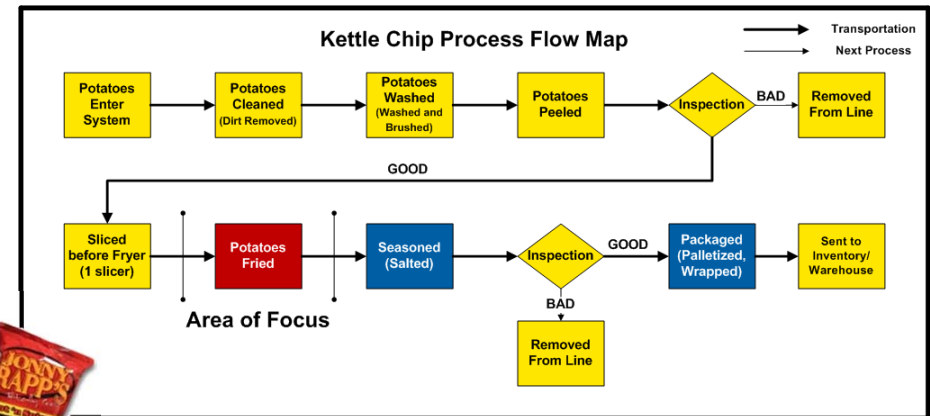 Kettle Chip Process Flow Map
Transportation
Next Process
Potatoes
Enter
System
Potatoes
Cleaned
(Dirt Removed)
Potatoes
Washed
(Washed and
Brushed)
Potatoes
Peeled
Inspection
BAD
Removed
From Line
GOOD
Sliced
before Fryer
(1 slicer)
Potatoes
Fried
Seasoned
(Salted)
Inspection
GOOD
Packaged
(Palletized,
Wrapped)
Sent to
Inventory/
Warehouse
Area of Focus
BAD
Removed
From Line
JONNY
RAPP'S